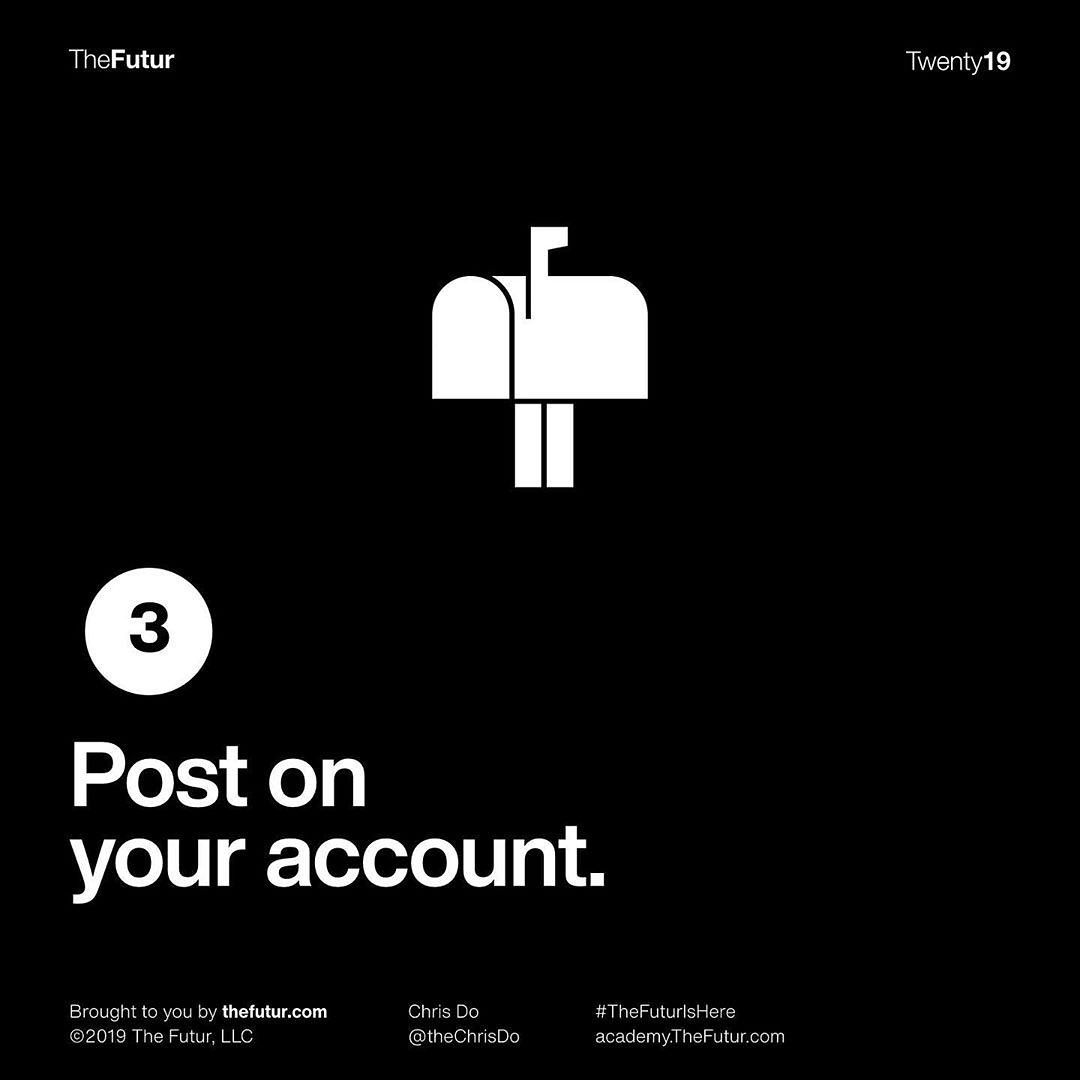 TheFutur
Twenty19
3
Post on
your account.
Brought to you by thefutur.com
©2019 The Futur, LLC
Chris Do
@theChrisDo
#TheFuturIsHere
academy.TheFutur.com